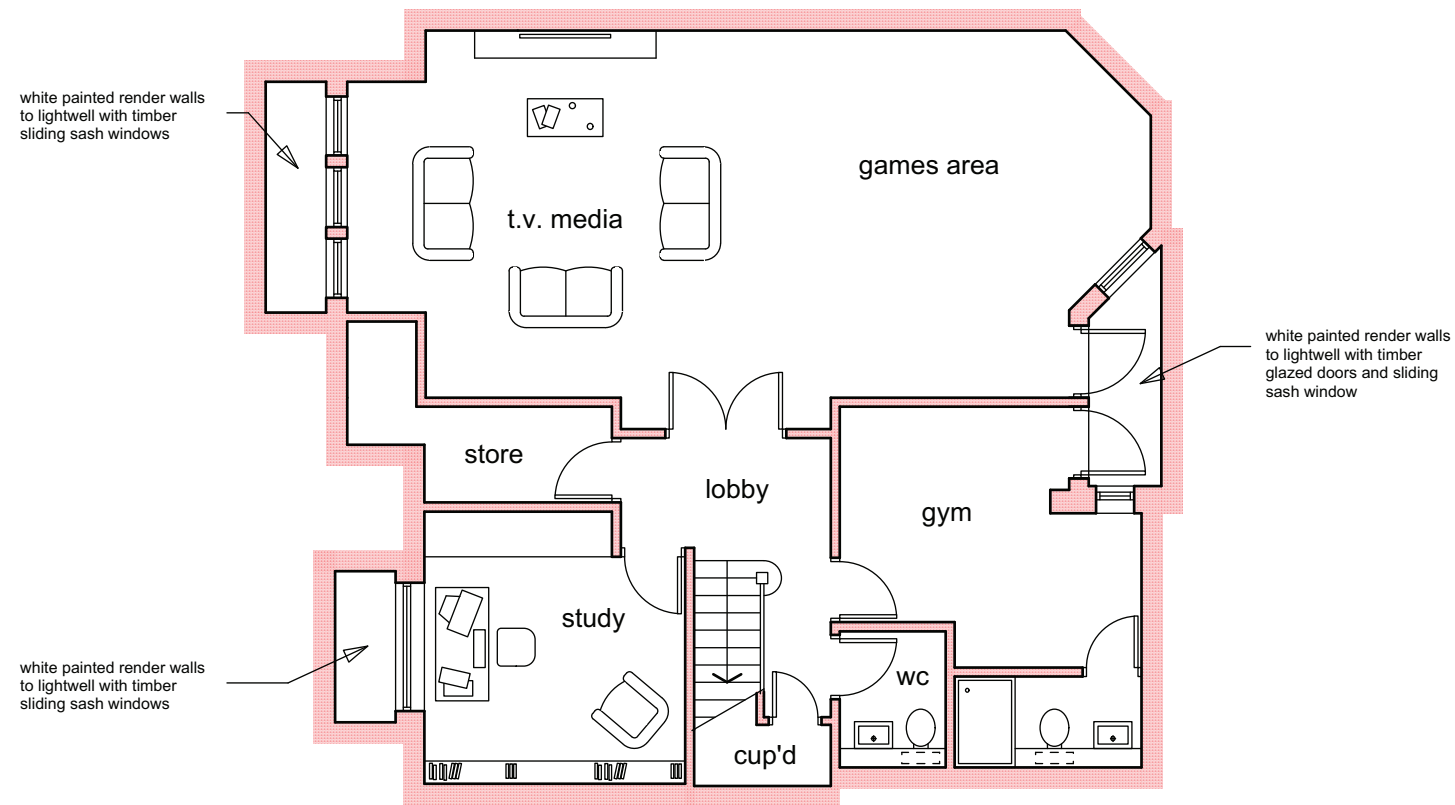 white painted render walls
to lightwell with timber
sliding sash windows
games area
t.v. media
white painted render walls
to lightwell with timber
glazed doors and sliding
sash window
store
lobby
gym
study
wc
white painted render walls
to lightwell with timber
sliding sash windows
cup'd